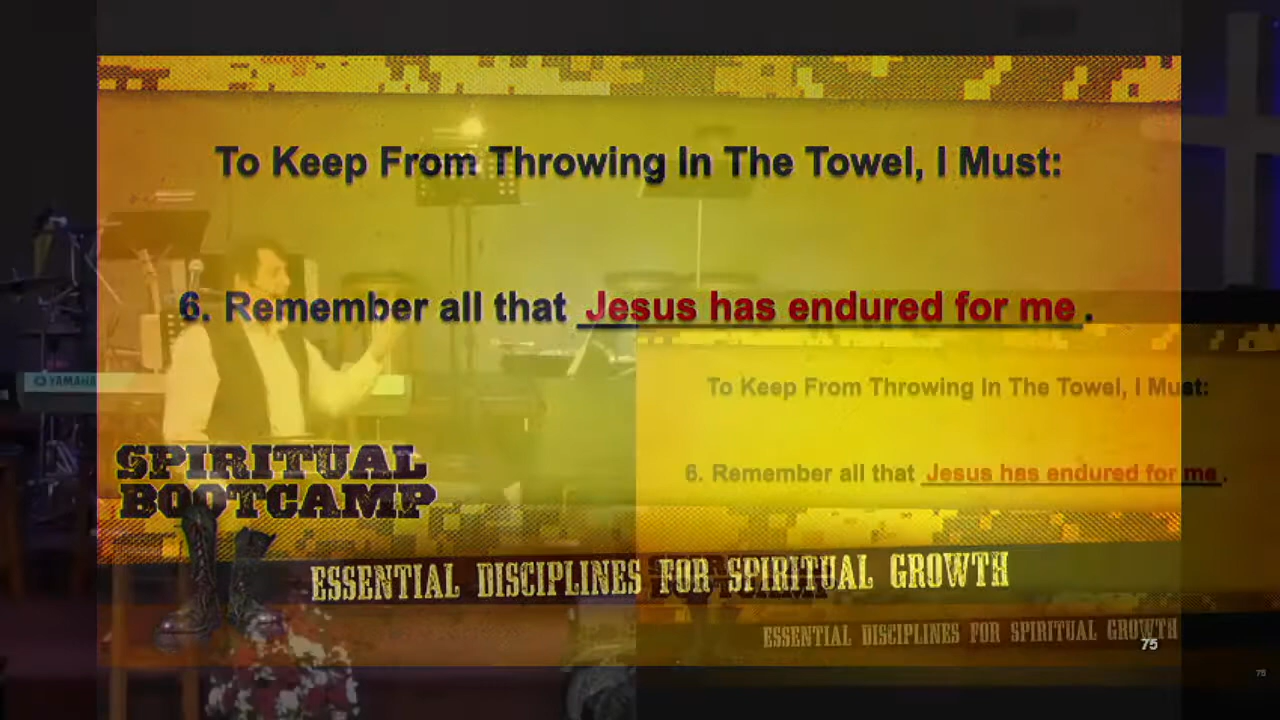 To Keep From Throwing In The Towel, I Must:
6. Remember all that Jesus has endured for me.
YAMAHA
To Keep From Throwing In The Towel, I Must:
6. Remember all that Jesus has endured for me.
SPIRITUAL
BOOTCAMP
ESSENTIAL DISCIPLINES FOR SPIRITUAL GROWTH
ESSENTIAL DISCIPLINES FOR SPIRITUAL GROWTH
75
75